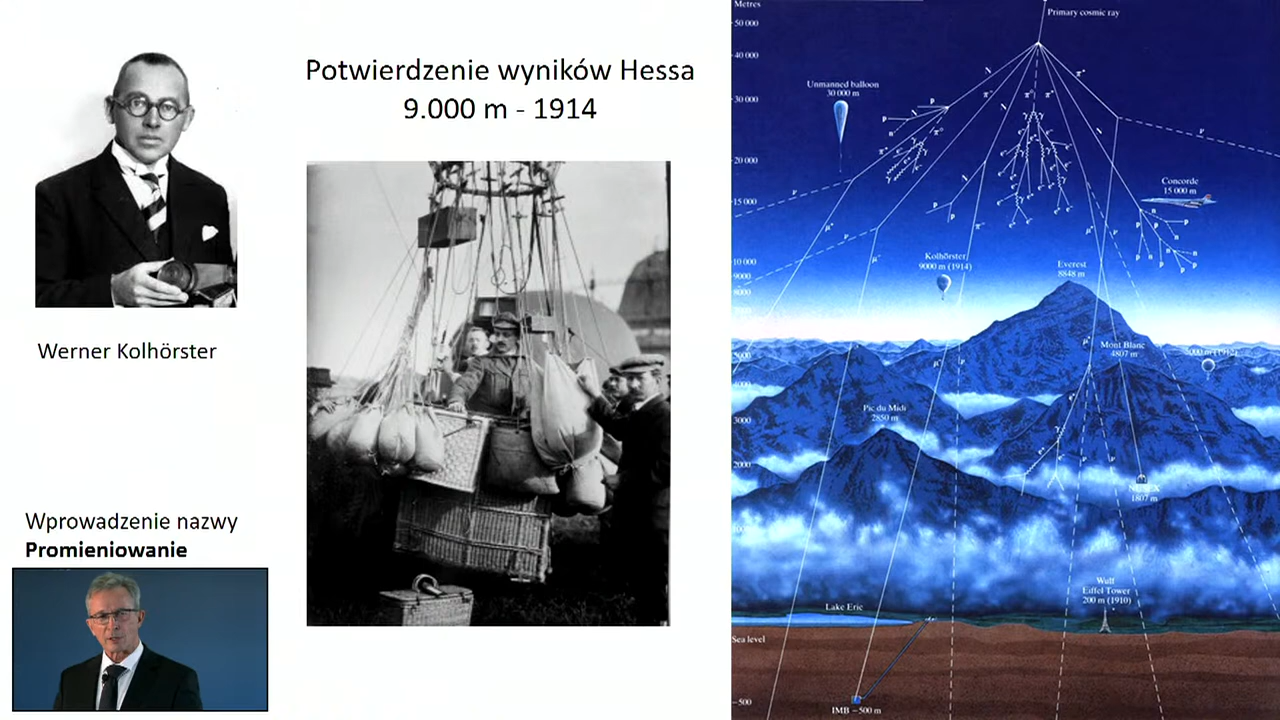 Potwierdzenie wyników Hessa
9.000 m - 1914
Werner Kolhörster
Wprowadzenie nazwy
Promieniowanie
Metres
50 000
40 000
30 000
20 000
15 000
10 000
9000
8000
5000
4000
3000
2000
Sea level
−500
Primary cosmic ray
Unmanned balloon
30 000 m
Concorde
15 000 m
Kolhörster
9000 m (1914)
Everest
8848 m
Mont Blanc
4807 m
Pic du Midi
2850 m
1807 m
Wulf
Eiffel Tower
200 m (1910)
Lake Erie
IMB −500 m